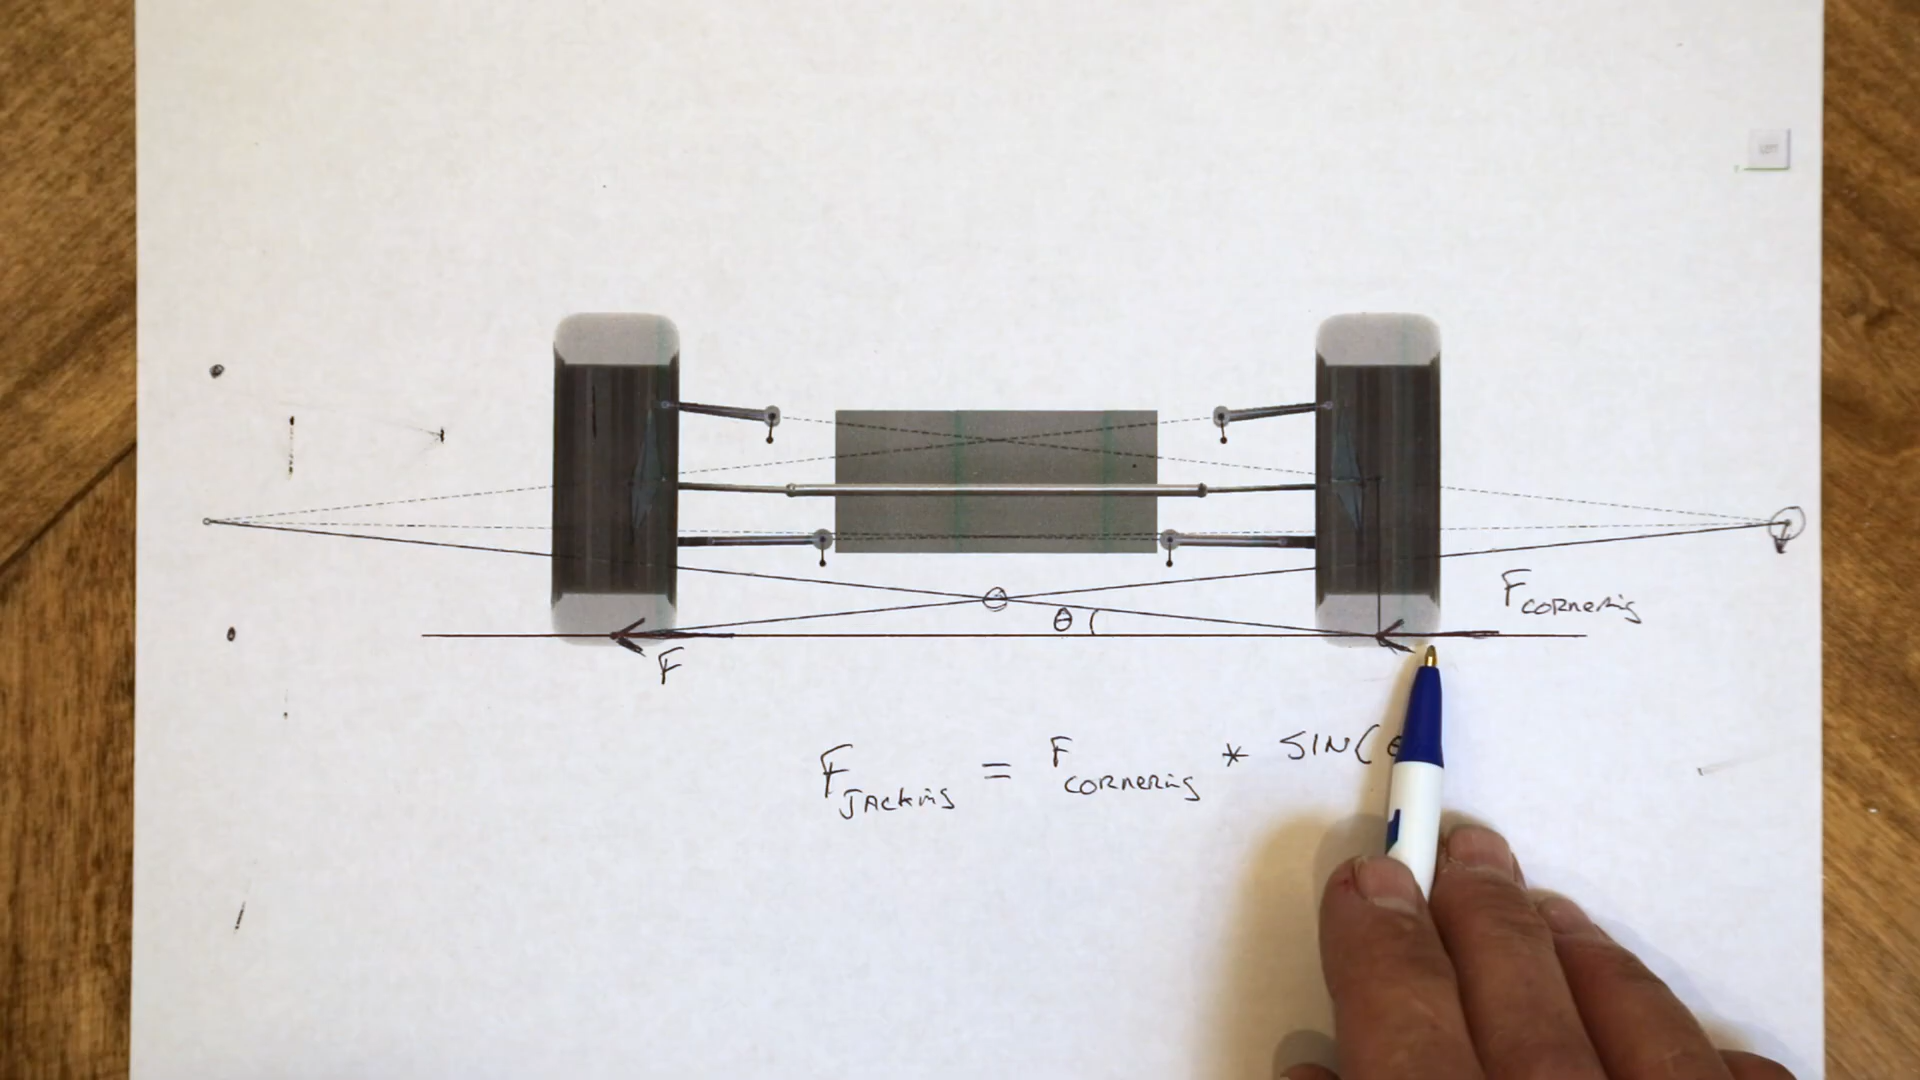 F CORNERING
θ
F
F JACKING = F CORNERING * SIN(